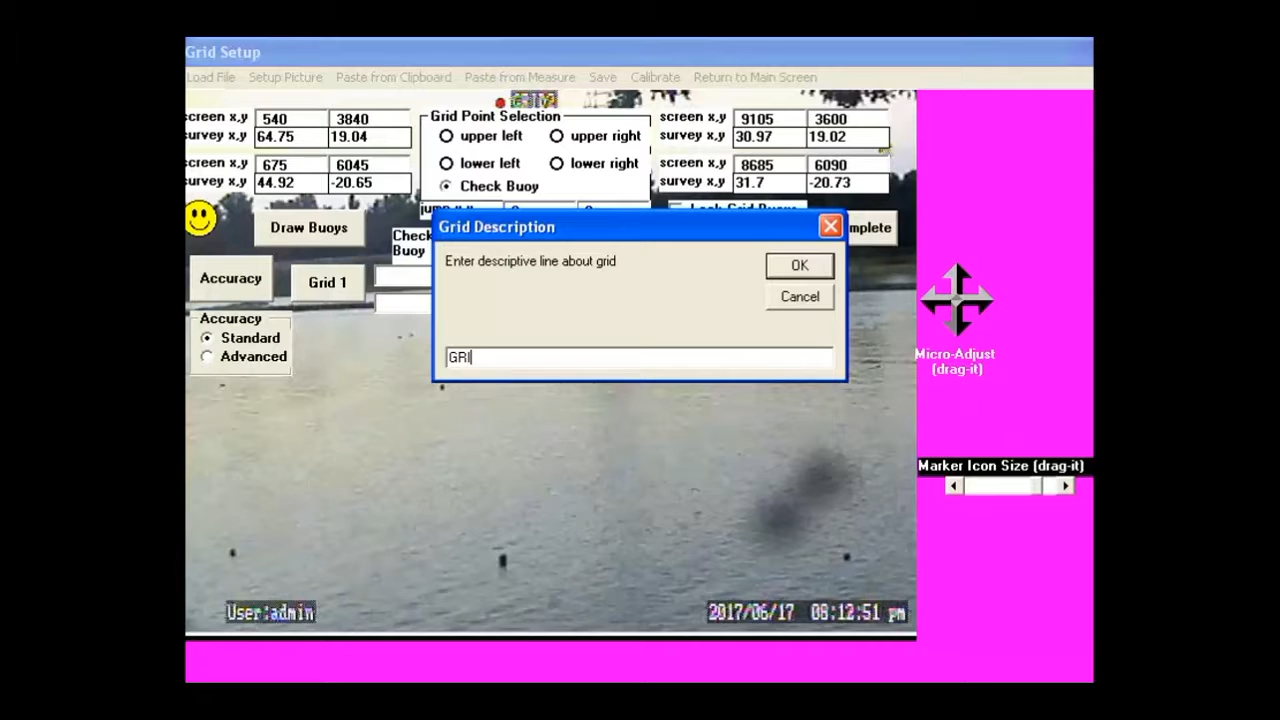 Grid Setup
Load File Setup Picture Paste from Clipboard Paste from Measure Save Calibrate Return to Main Screen
screen x,y 540 3840
survey x,y 64.75 19.04
screen x,y 675 6045
survey x,y 44.92 -20.65
Grid Point Selection
upper left upper right
lower left lower right
Check Buoy
screen x,y 9105 3600
survey x,y 30.97 19.02
screen x,y 8685 6090
survey x,y 31.7 -20.73
Lock Grid Buoys
Draw Buoys
Check
Buoy
mplete
Accuracy
Grid 1
Accuracy
Standard
Advanced
Grid Description
Enter descriptive line about grid
OK
Cancel
GRI
Micro-Adjust
(drag-it)
Marker Icon Size (drag-it)
User:admin
2017/06/17 08:12:51 pm